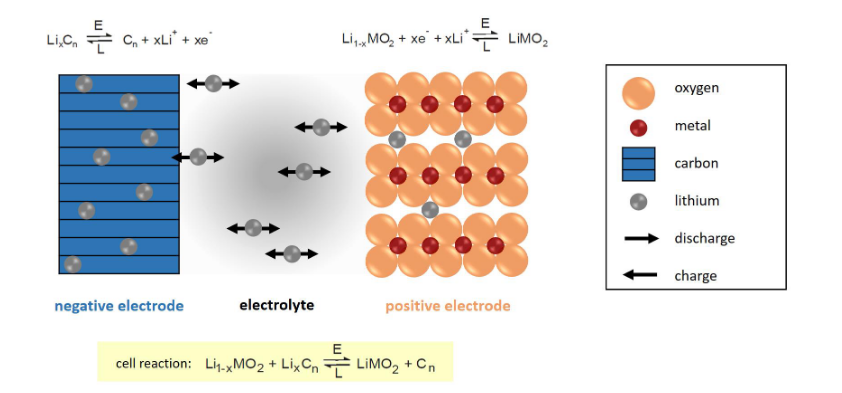 LiₓCₙ E ⇌ L Cₙ + xLi⁺ + xe⁻
Li₁₋ₓMO₂ + xe⁻ + xLi⁺ E ⇌ L LiMO₂
oxygen
metal
carbon
lithium
discharge
charge
negative electrode electrolyte positive electrode
cell reaction: Li₁₋ₓMO₂ + LiₓCₙ E ⇌ L LiMO₂ + Cₙ